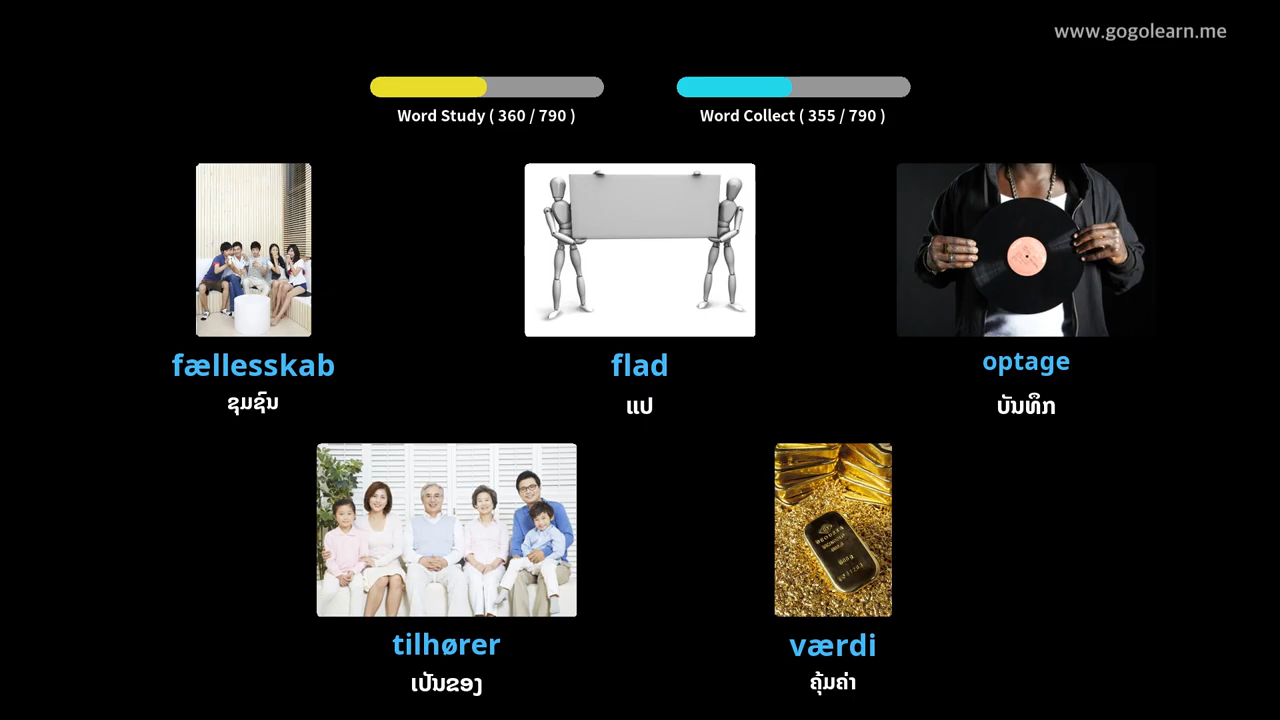 www.gogolearn.me
Word Study ( 360 / 790 )
Word Collect ( 355 / 790 )
fællesskab
flad
optage
ຊຸມຊົນ
ແປ
ບັນທຶກ
tilhører
værdi
ເປັນຂອງ
ຄຸ້ມຄ່າ